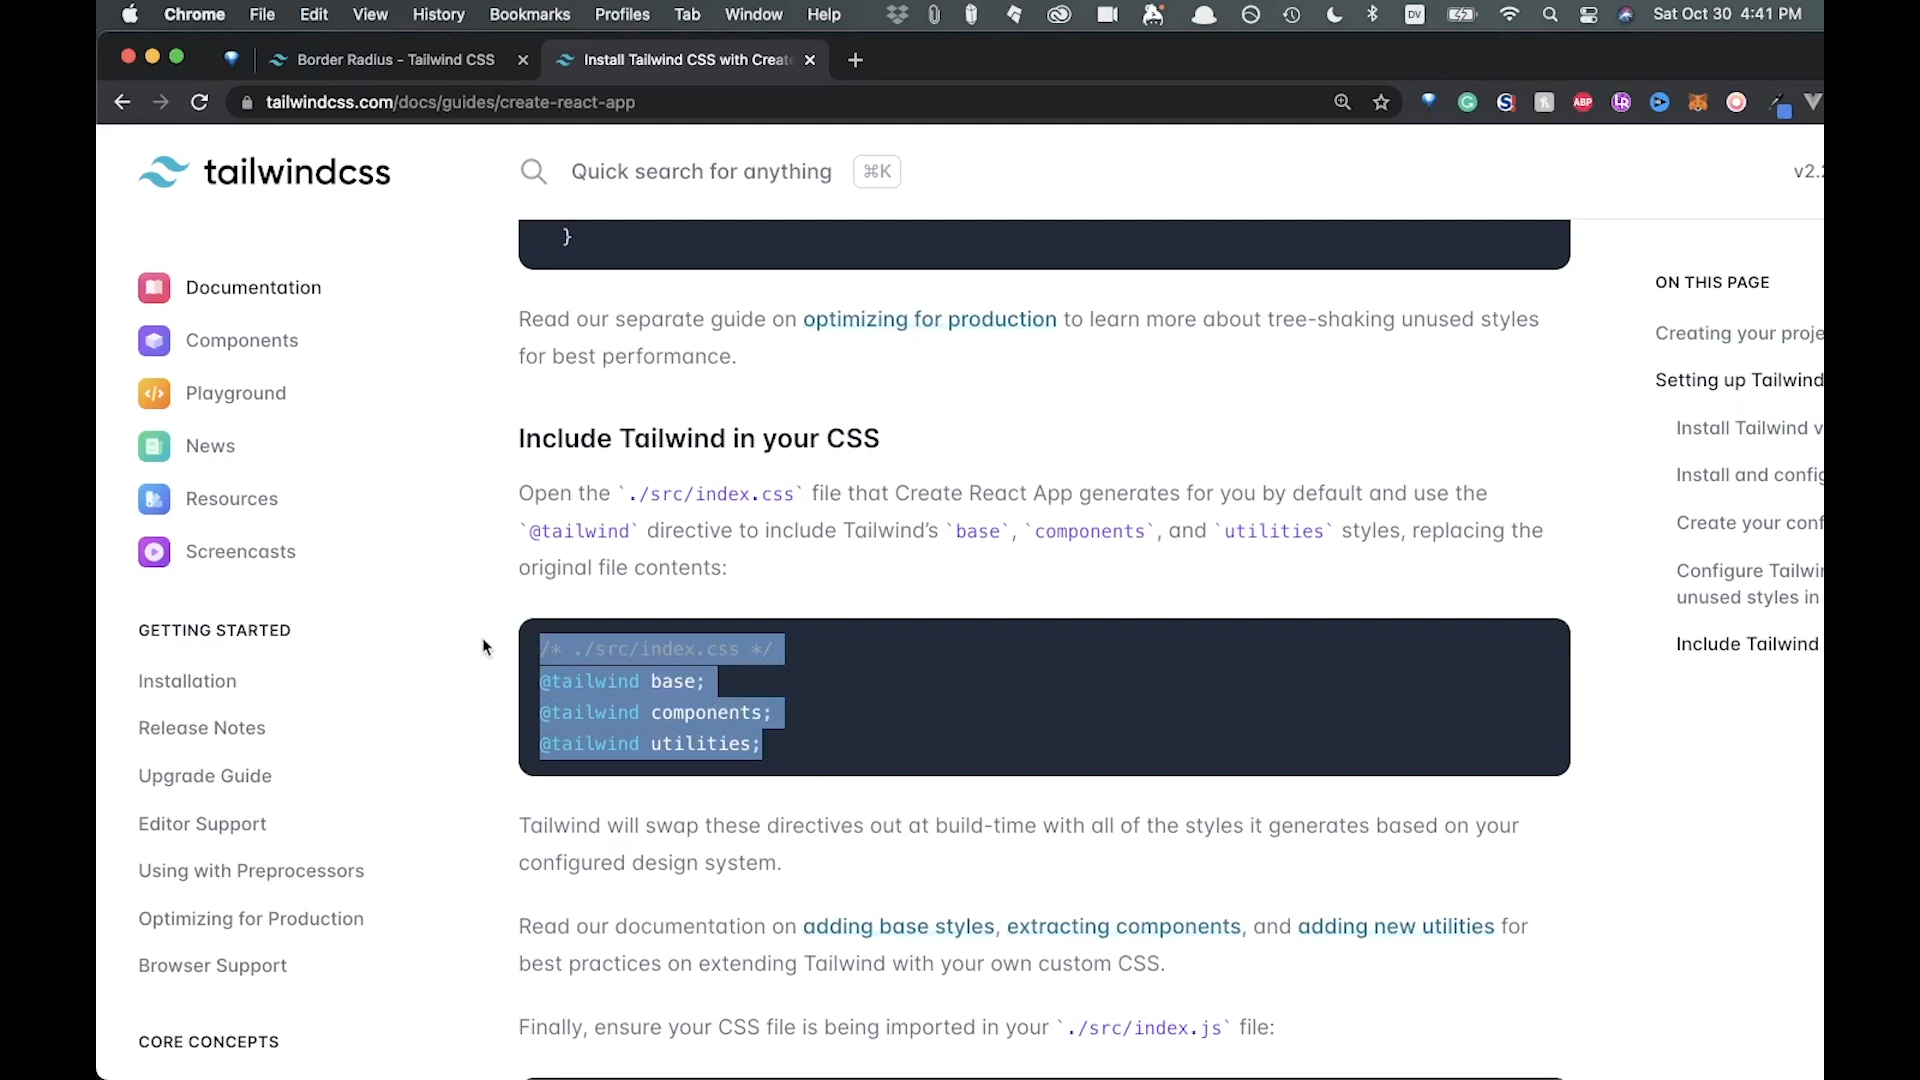 Chrome File Edit View History Bookmarks Profiles Tab Window Help DV Sat Oct 30 4:41 PM
Border Radius - Tailwind CSS Install Tailwind CSS with Create
tailwindcss.com/docs/guides/create-react-app ABP
tailwindcss Quick search for anything ⌘K v2.2
}
Documentation
Components
Playground
News
Resources
Screencasts
GETTING STARTED
Installation
Release Notes
Upgrade Guide
Editor Support
Using with Preprocessors
Optimizing for Production
Browser Support
CORE CONCEPTS
Read our separate guide on optimizing for production to learn more about tree-shaking unused styles
for best performance.
Include Tailwind in your CSS
Open the `./src/index.css` file that Create React App generates for you by default and use the
`@tailwind` directive to include Tailwind’s `base`, `components`, and `utilities` styles, replacing the
original file contents:
/* ./src/index.css */
@tailwind base;
@tailwind components;
@tailwind utilities;
Tailwind will swap these directives out at build-time with all of the styles it generates based on your
configured design system.
Read our documentation on adding base styles, extracting components, and adding new utilities for
best practices on extending Tailwind with your own custom CSS.
Finally, ensure your CSS file is being imported in your `./src/index.js` file:
ON THIS PAGE
Creating your proje
Setting up Tailwind
Install Tailwind v
Install and config
Create your conf
Configure Tailwin
unused styles in
Include Tailwind